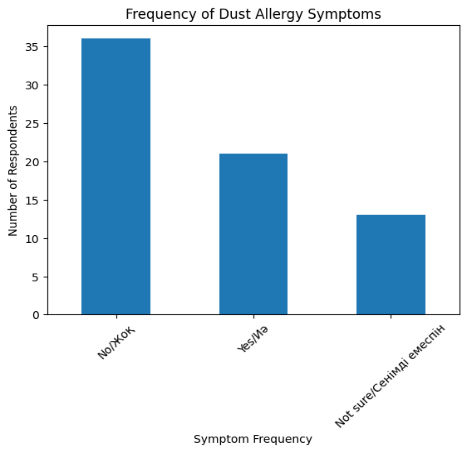 Frequency of Dust Allergy Symptoms
Number of Respondents
35
30
25
20
15
10
5
0
No/Жоқ
Yes/Иә
Not sure/Сенімді емеспін
Symptom Frequency